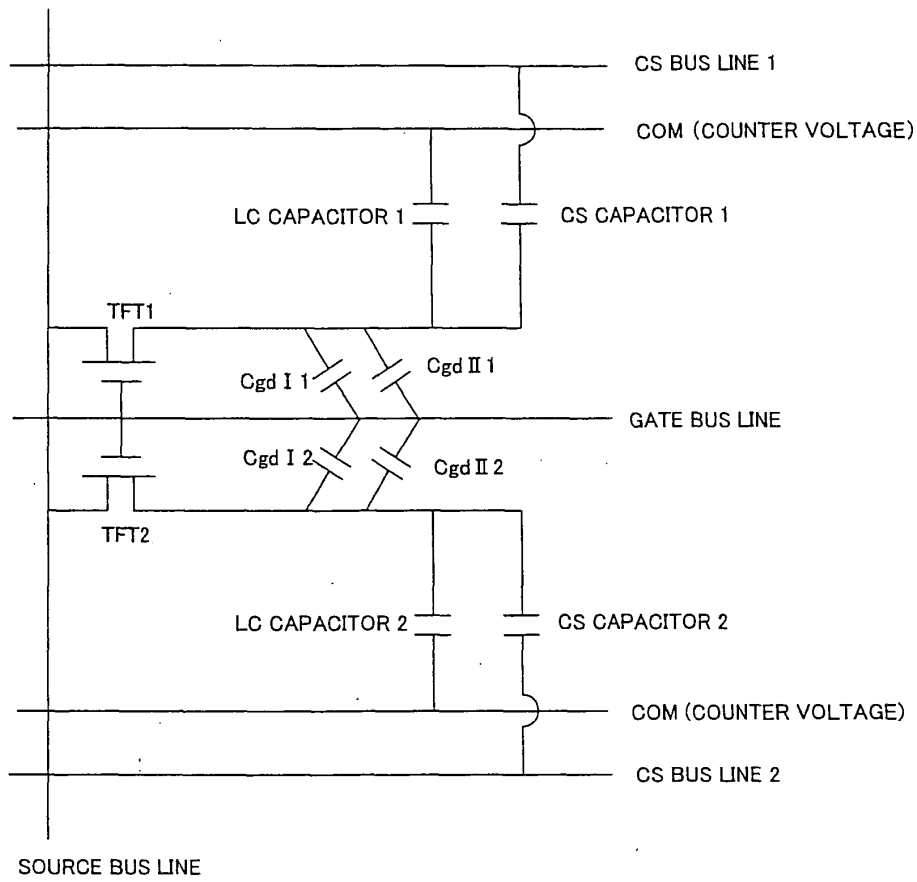 CS BUS LINE 1
COM (COUNTER VOLTAGE)
LC CAPACITOR 1
CS CAPACITOR 1
TFT1
Cgd Ⅰ 1
Cgd Ⅱ 1
GATE BUS LINE
Cgd Ⅰ 2
Cgd Ⅱ 2
TFT2
LC CAPACITOR 2
CS CAPACITOR 2
COM (COUNTER VOLTAGE)
CS BUS LINE 2
SOURCE BUS LINE